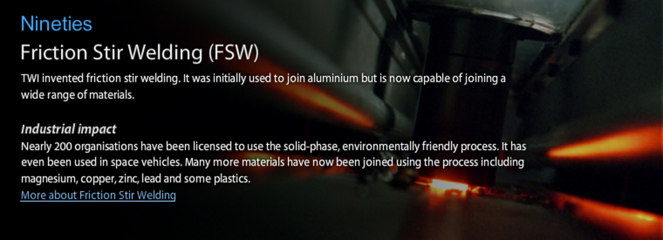 Nineties
Friction Stir Welding (FSW)
TWI invented friction stir welding. It was initially used to join aluminium but is now capable of joining a
wide range of materials.
Industrial impact
Nearly 200 organisations have been licensed to use the solid-phase, environmentally friendly process. It has
even been used in space vehicles. Many more materials have now been joined using the process including
magnesium, copper, zinc, lead and some plastics.
More about Friction Stir Welding